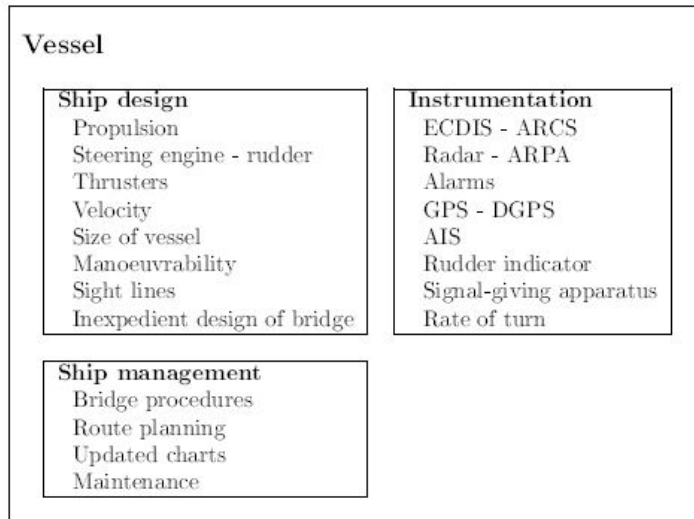 Vessel
Ship design
Propulsion
Steering engine - rudder
Thrusters
Velocity
Size of vessel
Manoeuvrability
Sight lines
Inexpedient design of bridge
Instrumentation
ECDIS - ARCS
Radar - ARPA
Alarms
GPS - DGPS
AIS
Rudder indicator
Signal-giving apparatus
Rate of turn
Ship management
Bridge procedures
Route planning
Updated charts
Maintenance